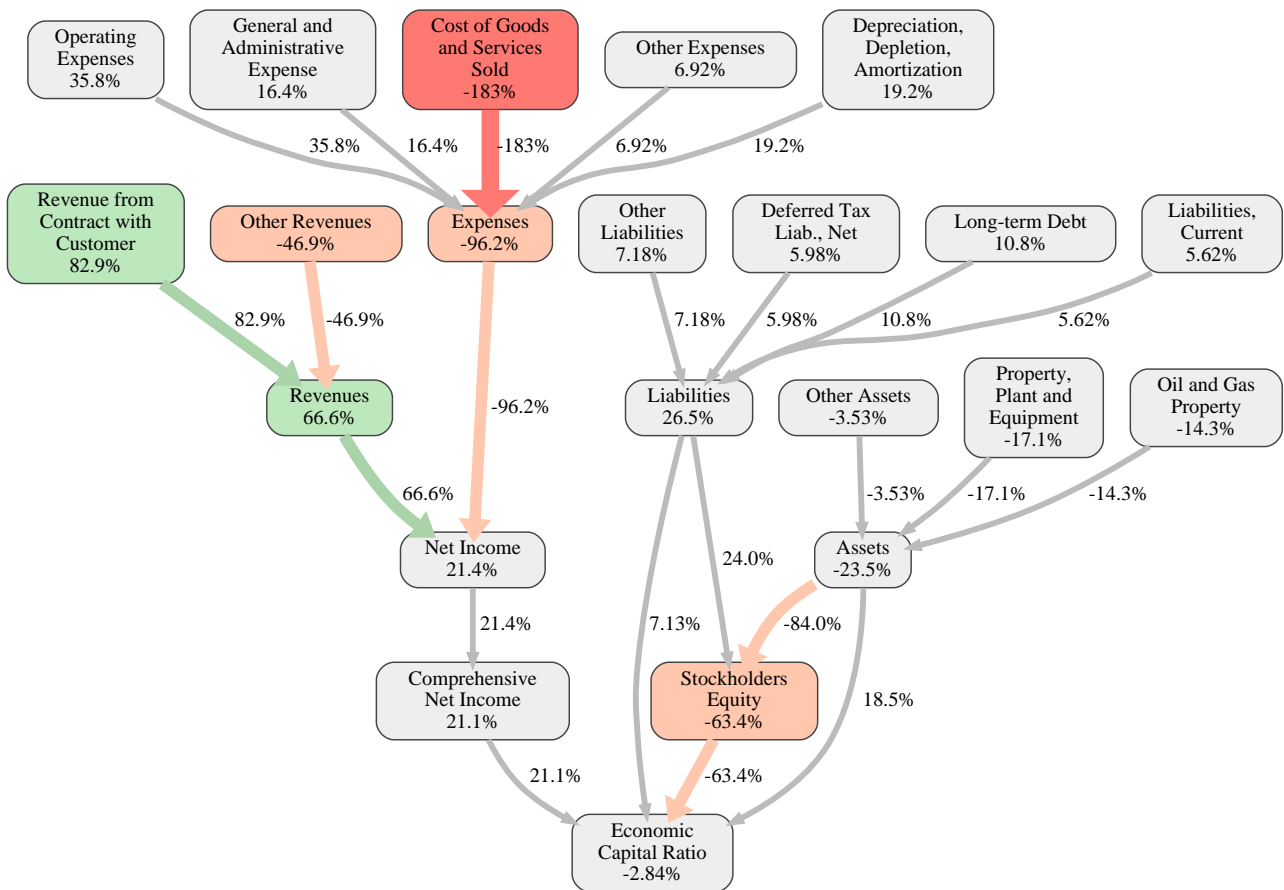 Operating
Expenses
35.8%
General and
Administrative
Expense
16.4%
Cost of Goods
and Services
Sold
-183%
Other Expenses
6.92%
Depreciation,
Depletion,
Amortization
19.2%
35.8%
16.4%
-183%
6.92%
19.2%
Revenue from
Contract with
Customer
82.9%
Other Revenues
-46.9%
Expenses
-96.2%
Other
Liabilities
7.18%
Deferred Tax
Liab., Net
5.98%
Long-term Debt
10.8%
Liabilities,
Current
5.62%
82.9%
-46.9%
7.18%
5.98%
10.8%
5.62%
Revenues
66.6%
-96.2%
Liabilities
26.5%
Other Assets
-3.53%
Property,
Plant and
Equipment
-17.1%
Oil and Gas
Property
-14.3%
66.6%
-3.53%
-17.1%
-14.3%
Net Income
21.4%
24.0%
Assets
-23.5%
21.4%
7.13%
-84.0%
Comprehensive
Net Income
21.1%
Stockholders
Equity
-63.4%
18.5%
21.1%
-63.4%
Economic
Capital Ratio
-2.84%